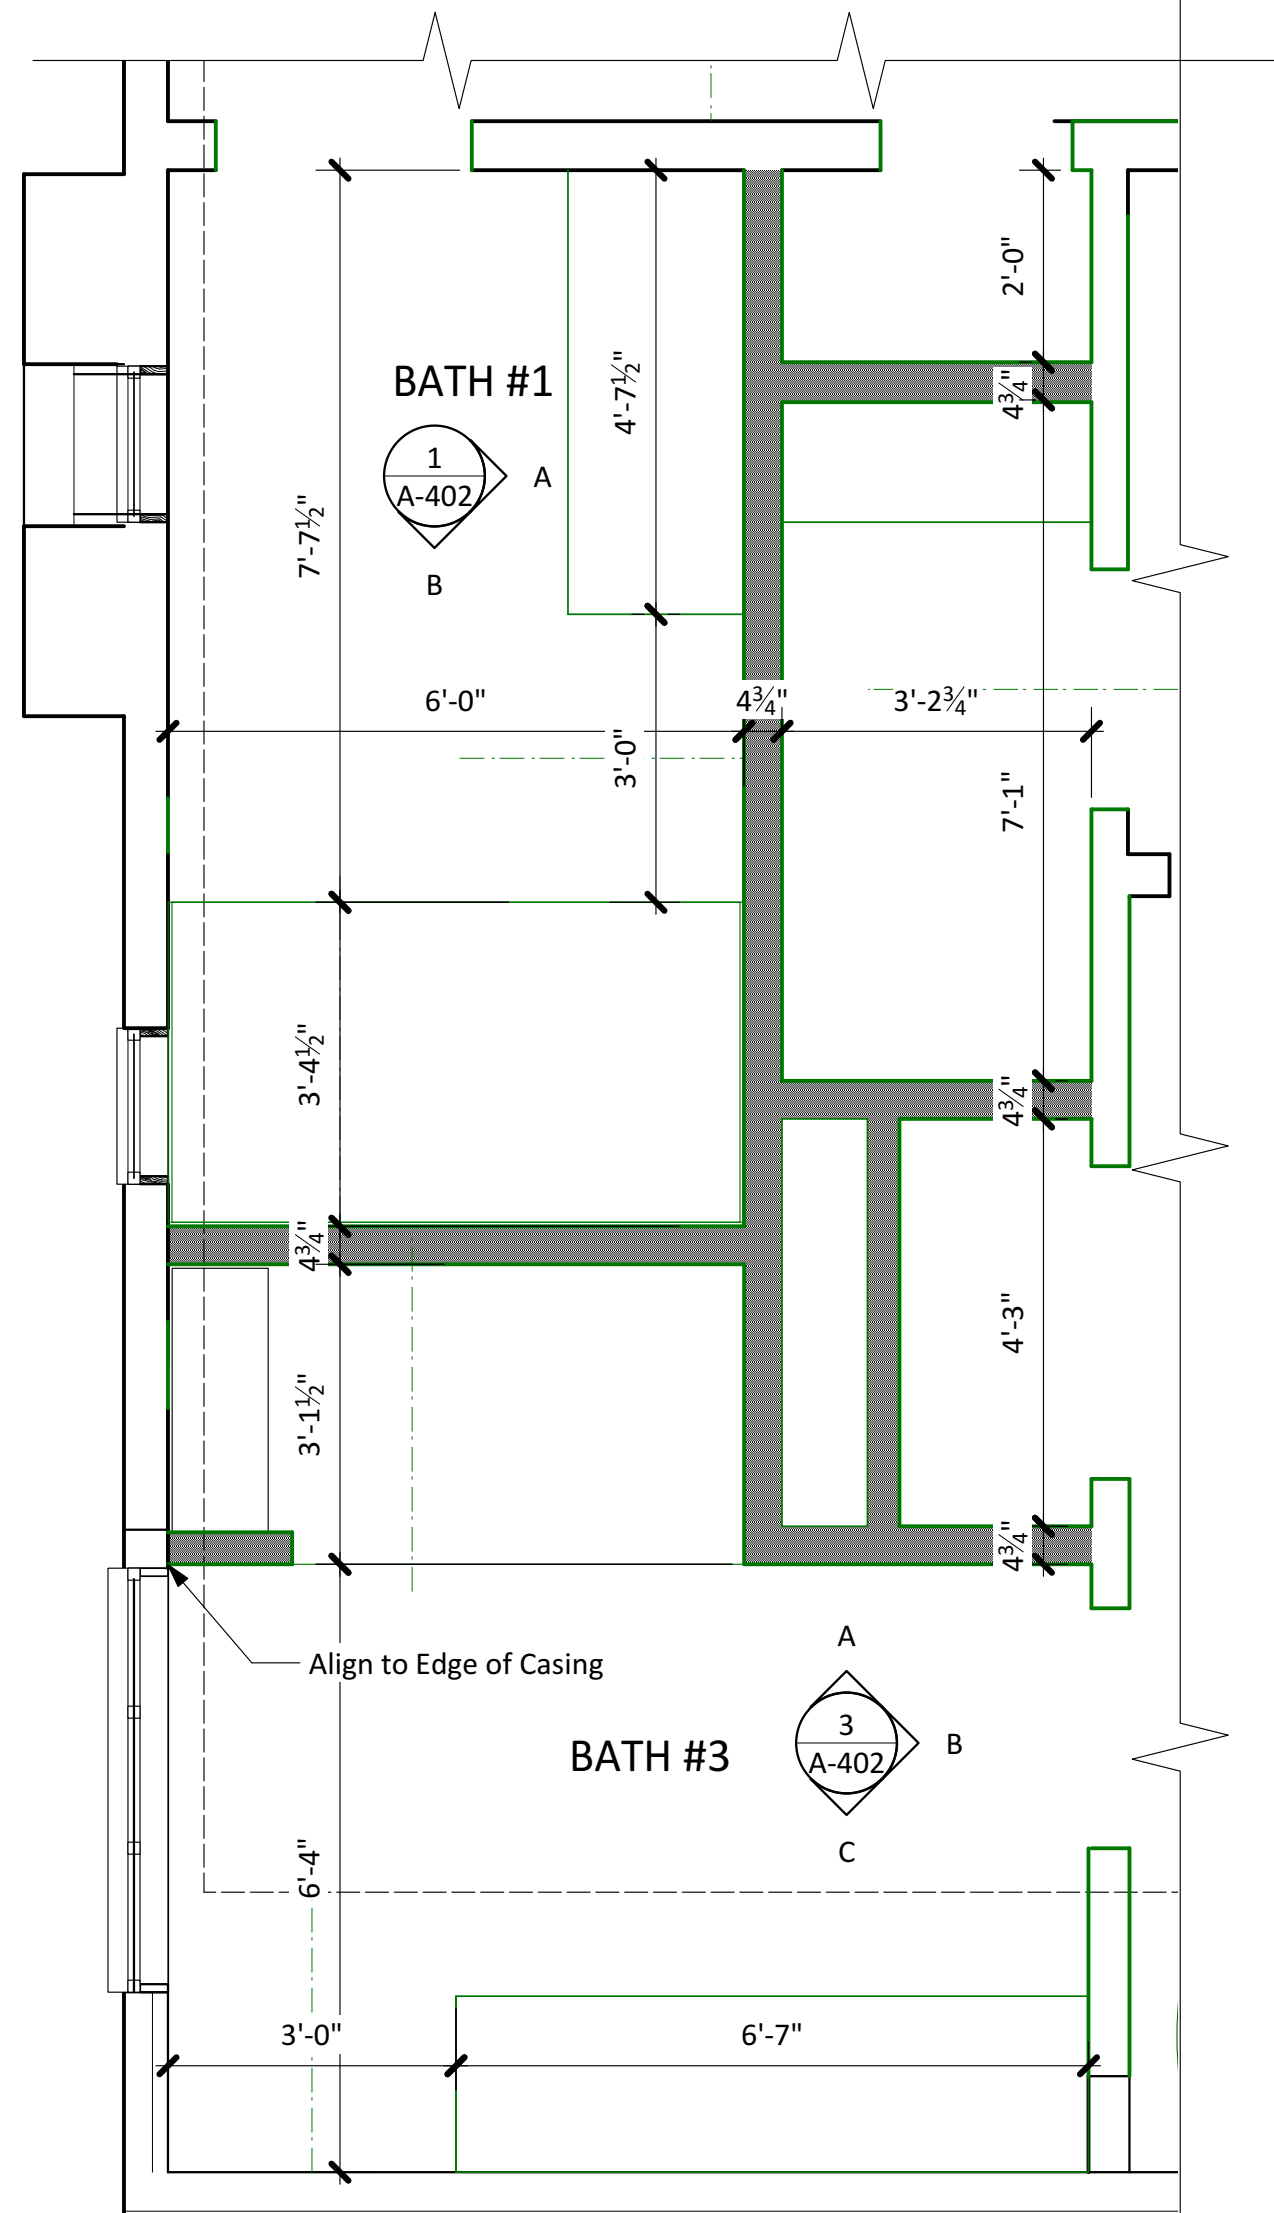 2'-0"
BATH #1
4'-7½"
4¾"
1
A-402
A
B
7'-7½"
6'-0"
4¾"
3'-2¾"
3'-0"
7'-1"
3'-4½"
4¾"
4¾"
4'-3"
3'-1½"
4¾"
Align to Edge of Casing
A
3
A-402
B
C
BATH #3
6'-4"
3'-0"
6'-7"